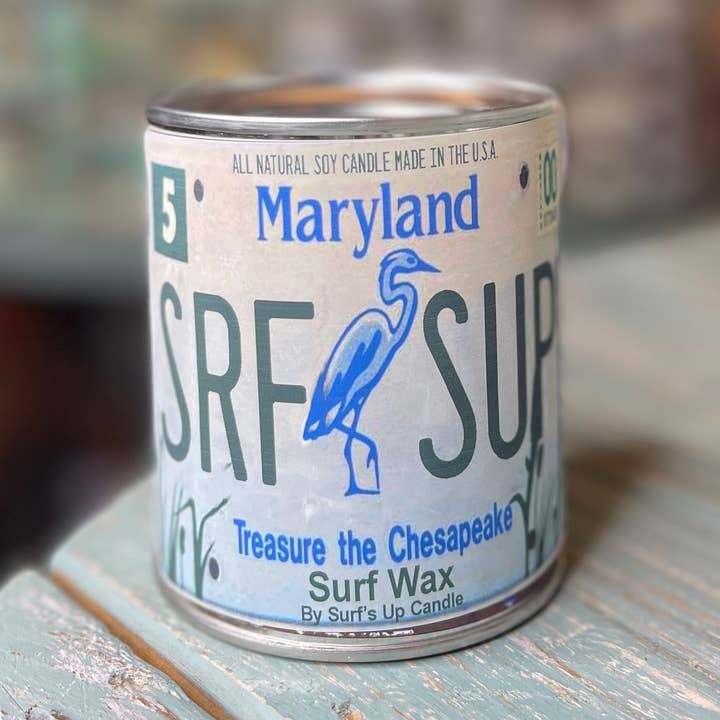 ALL NATURAL SOY CANDLE MADE IN THE U.S.A.
5
Maryland
00
SRF SUP
Treasure the Chesapeake
Surf Wax
By Surf's Up Candle